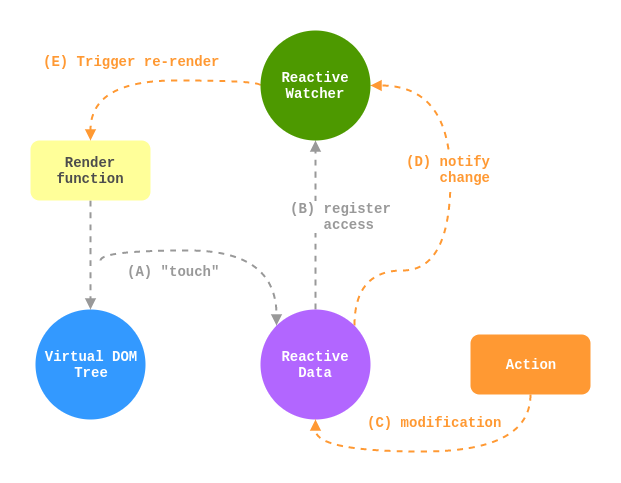 (E) Trigger re-render
Reactive
Watcher
Render
function
(D) notify
change
(B) register
access
(A) "touch"
Virtual DOM
Tree
Reactive
Data
Action
(C) modification